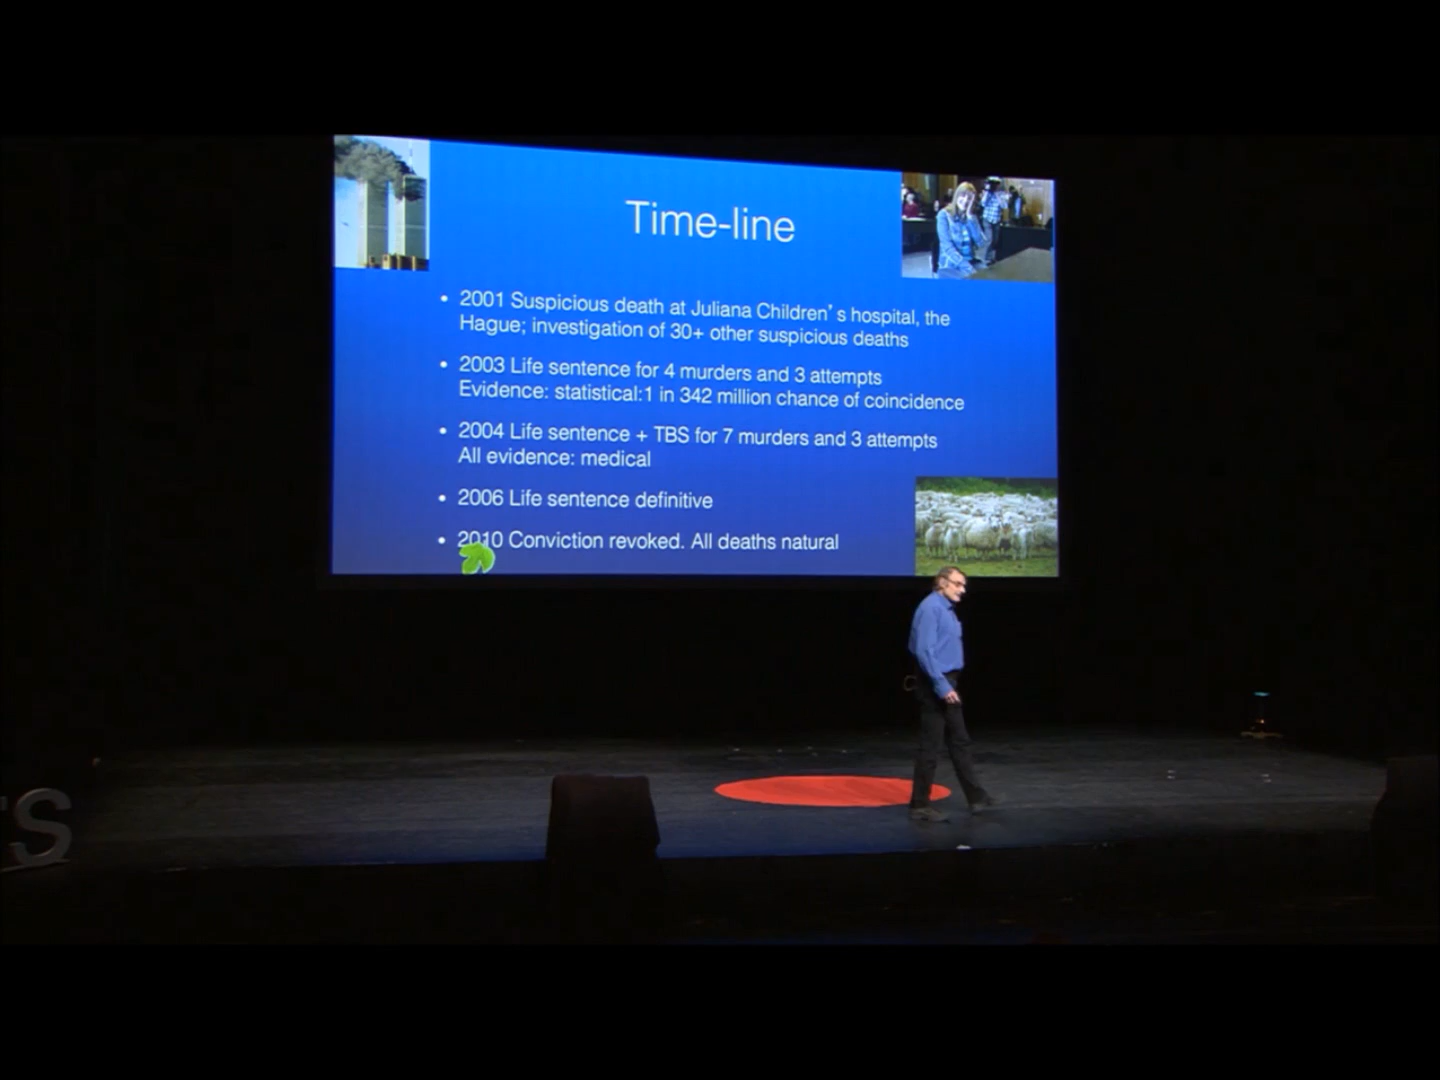 Time-line
• 2001 Suspicious death at Juliana Children's hospital, the
Hague; investigation of 30+ other suspicious deaths
• 2003 Life sentence for 4 murders and 3 attempts
Evidence: statistical:1 in 342 million chance of coincidence
• 2004 Life sentence + TBS for 7 murders and 3 attempts
All evidence: medical
• 2006 Life sentence definitive
• 2010 Conviction revoked. All deaths natural
TS